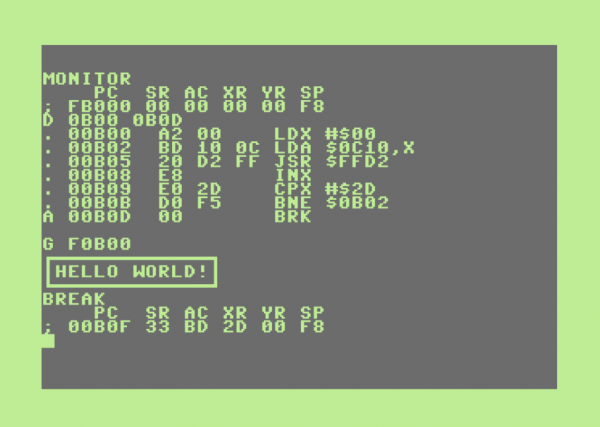 MONITOR
PC SR AC XR YR SP
; FB000 00 00 00 00 F8
D 0B00 0B0D
. 00B00 A2 00 LDX #$00
. 00B02 BD 10 0C LDA $0C10,X
. 00B05 20 D2 FF JSR $FFD2
. 00B08 E8 INX
. 00B09 E0 2D CPX #$2D
. 00B0B D0 F5 BNE $0B02
A 00B0D 00 BRK
G F0B00
HELLO WORLD!
BREAK
PC SR AC XR YR SP
; 00B0F 33 BD 2D 00 F8